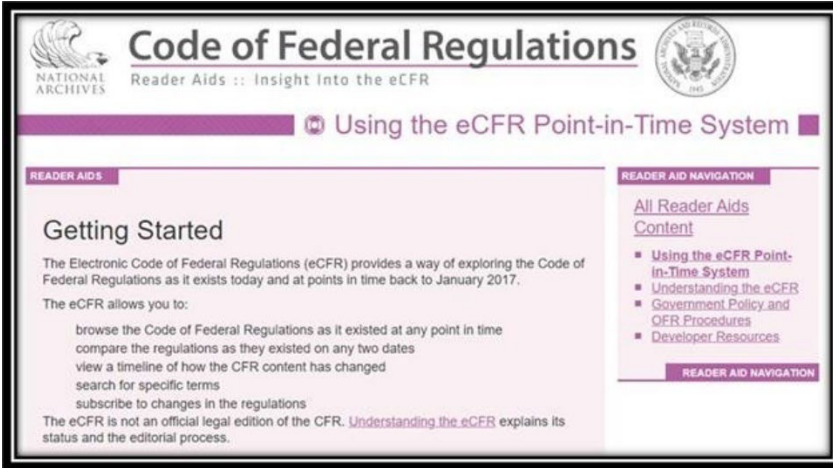 NATIONAL
ARCHIVES
Code of Federal Regulations
Reader Aids :: Insight Into the eCFR
Using the eCFR Point-in-Time System
READER AIDS
Getting Started
The Electronic Code of Federal Regulations (eCFR) provides a way of exploring the Code of
Federal Regulations as it exists today and at points in time back to January 2017.
The eCFR allows you to:
browse the Code of Federal Regulations as it existed at any point in time
compare the regulations as they existed on any two dates
view a timeline of how the CFR content has changed
search for specific terms
subscribe to changes in the regulations
The eCFR is not an official legal edition of the CFR. Understanding the eCFR explains its
status and the editorial process.
READER AID NAVIGATION
All Reader Aids
Content
Using the eCFR Point-
in-Time System
Understanding the eCFR
Government Policy and
OFR Procedures
Developer Resources
READER AID NAVIGATION